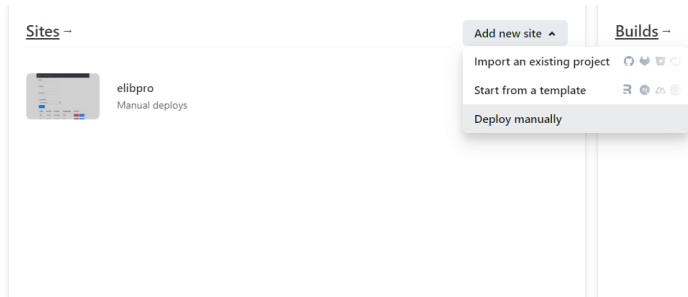 Sites →
Add new site
Builds →
Import an existing project
Start from a template
Deploy manually
elibpro
Manual deploys